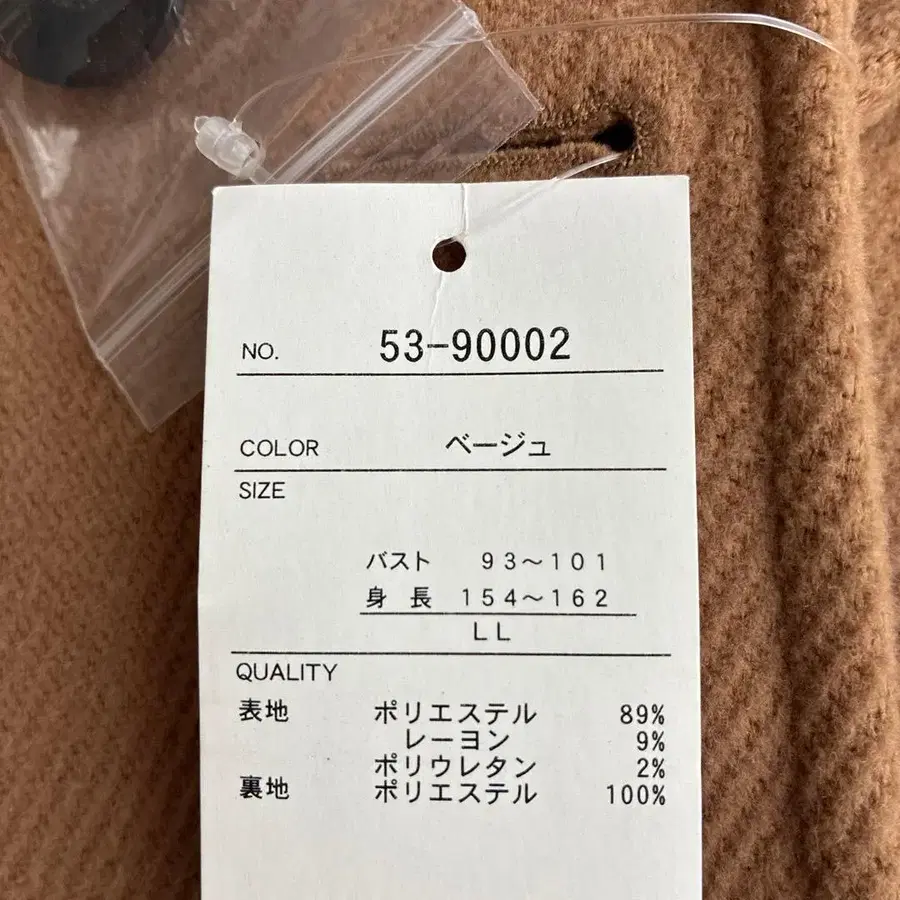 NO. 53-90002
COLOR ベージュ
SIZE
バスト 93～101
身 長 154～162
LL
QUALITY
表地 ポリエステル 89%
レーヨン 9%
ポリウレタン 2%
裏地 ポリエステル 100%